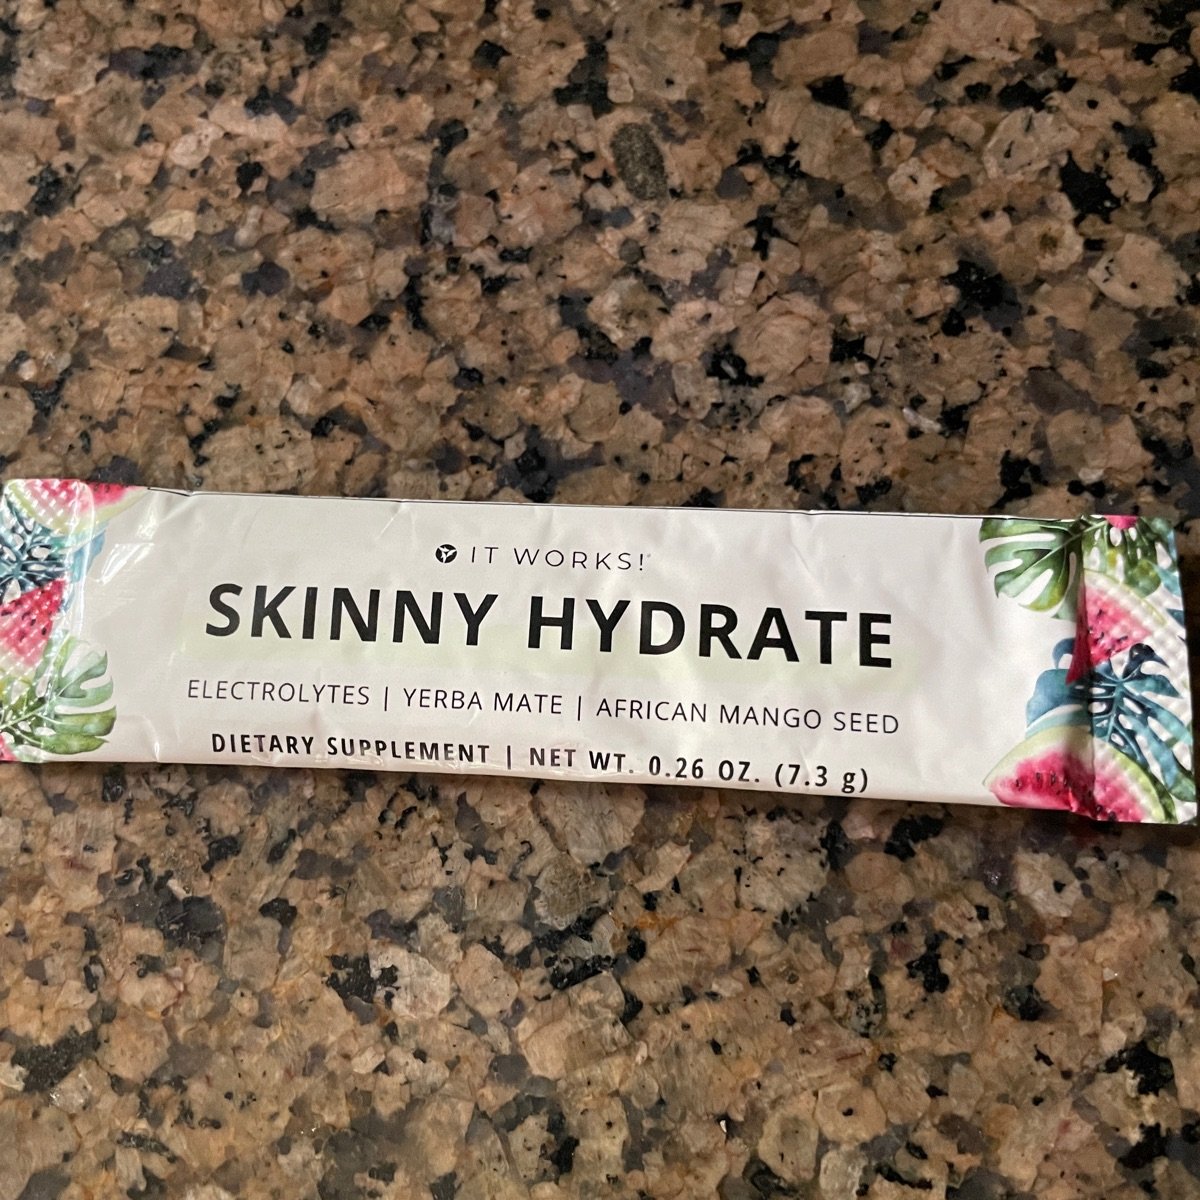 IT WORKS!
SKINNY HYDRATE
ELECTROLYTES | YERBA MATE | AFRICAN MANGO SEED
DIETARY SUPPLEMENT | NET WT. 0.26 OZ. (7.3 g)